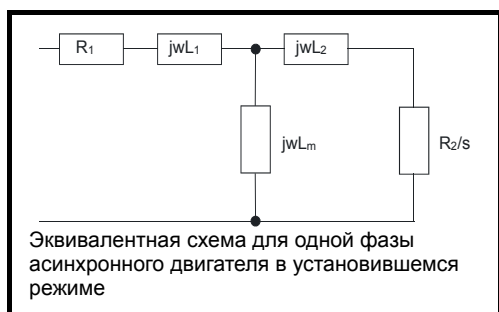 R₁
jwL₁
jwL₂
jwLₘ
R₂/s
Эквивалентная схема для одной фазы
асинхронного двигателя в установившемся
режиме